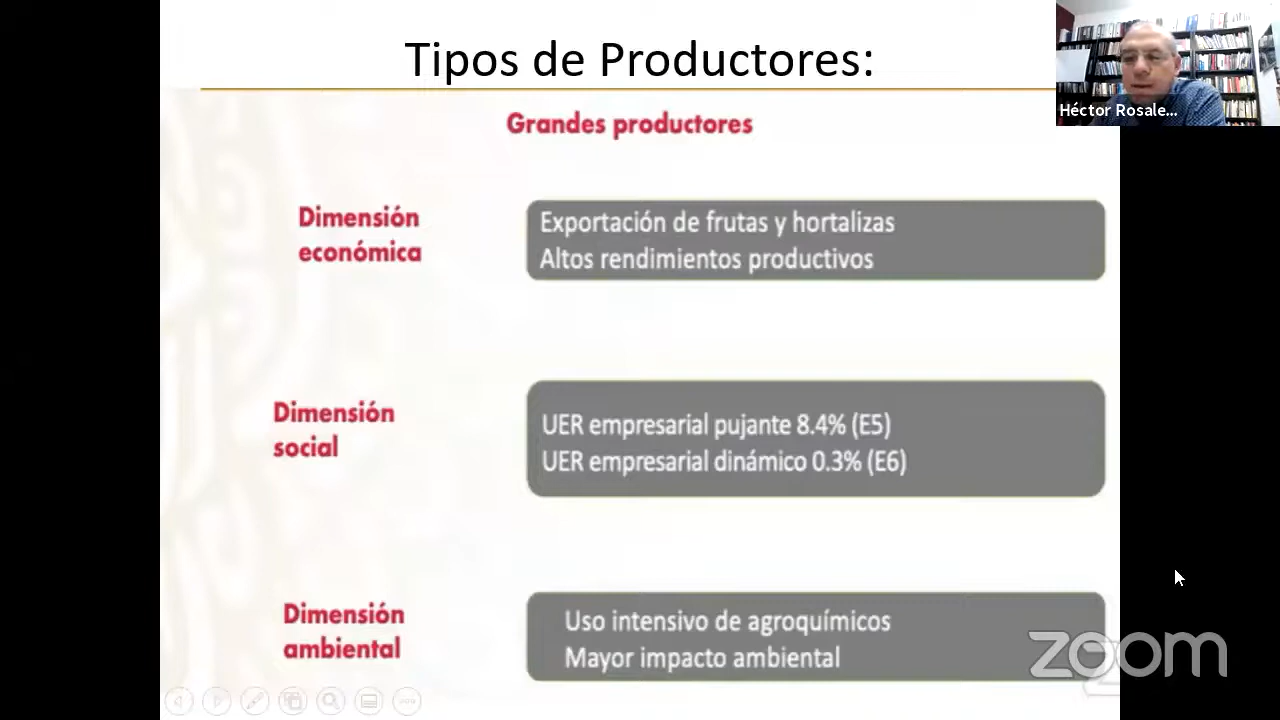 Tipos de Productores:
Héctor Rosale...
Grandes productores
Dimensión
económica
Exportación de frutas y hortalizas
Altos rendimientos productivos
Dimensión
social
UER empresarial pujante 8.4% (E5)
UER empresarial dinámico 0.3% (E6)
Dimensión
ambiental
Uso intensivo de agroquímicos
Mayor impacto ambiental
zoom